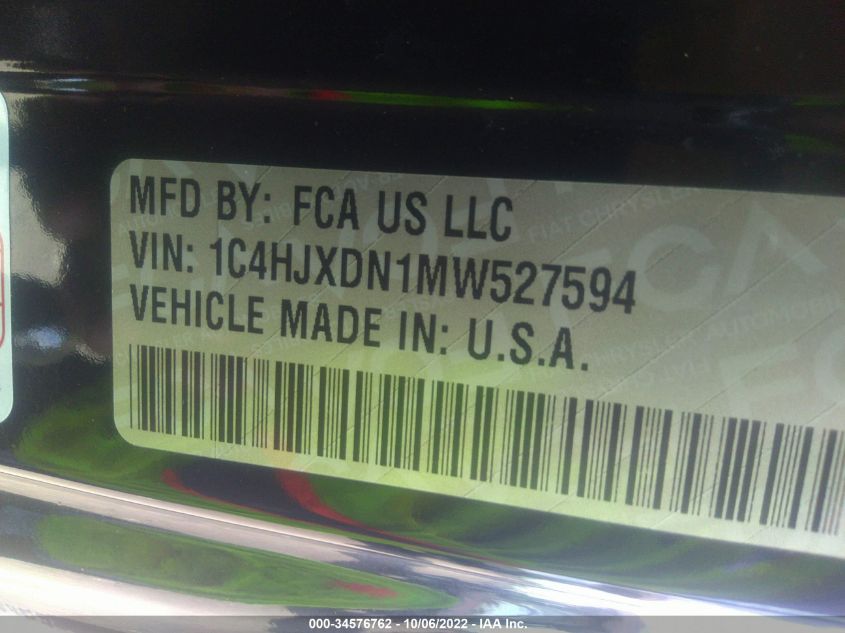 MFD BY: FCA US LLC
VIN: 1C4HJXDN1MW527594
VEHICLE MADE IN: U.S.A.
000-34576762 - 10/06/2022 - IAA Inc.